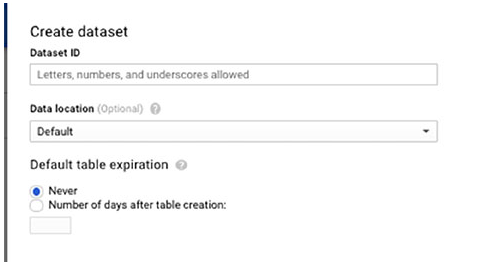 Create dataset
Dataset ID
Letters, numbers, and underscores allowed
Data location (Optional) ?
Default
Default table expiration ?
Never
Number of days after table creation: